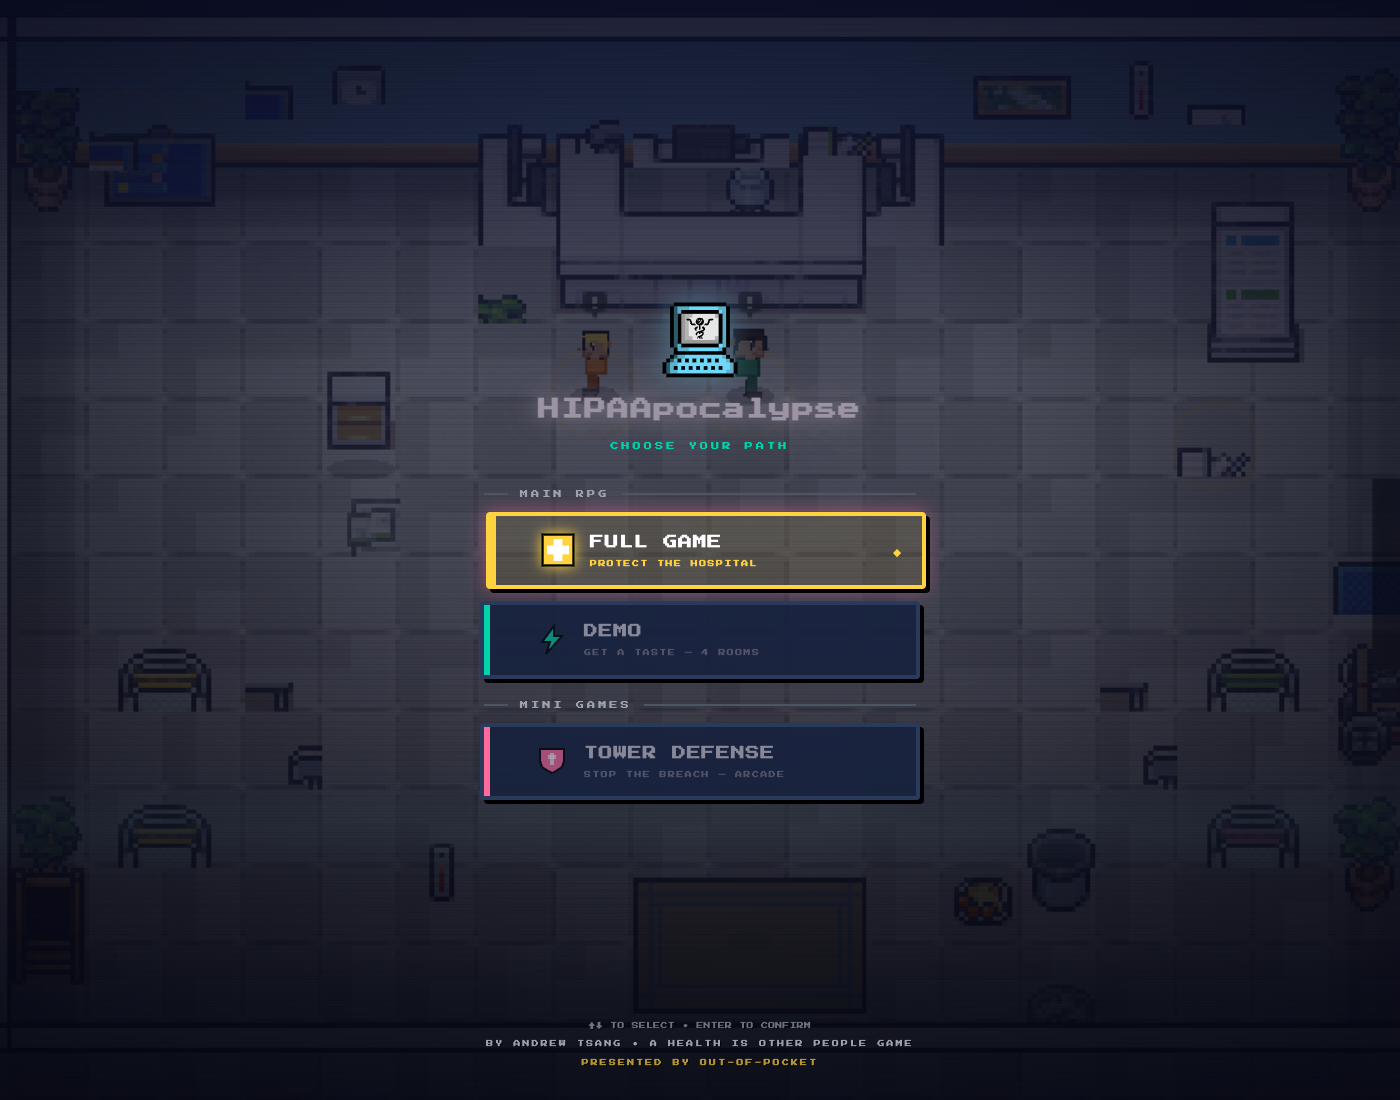 HIPAApocalypse
CHOOSE YOUR PATH
MAIN RPG
FULL GAME
PROTECT THE HOSPITAL
DEMO
GET A TASTE — 4 ROOMS
MINI GAMES
TOWER DEFENSE
STOP THE BREACH — ARCADE
↑↓ TO SELECT • ENTER TO CONFIRM
BY ANDREW TSANG • A HEALTH IS OTHER PEOPLE GAME
PRESENTED BY OUT-OF-POCKET